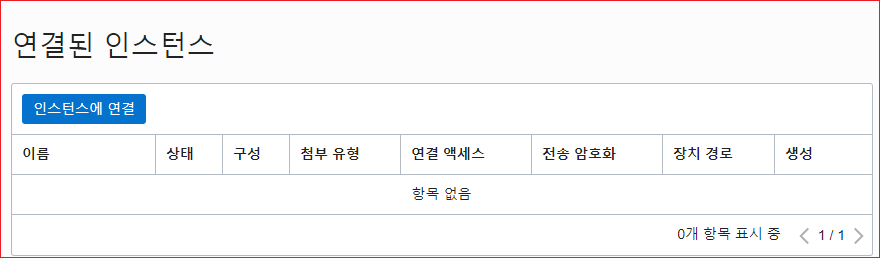 연결된 인스턴스
인스턴스에 연결
이름 상태 구성 첨부 유형 연결 액세스 전송 암호화 장치 경로 생성
항목 없음
0개 항목 표시 중 1 / 1